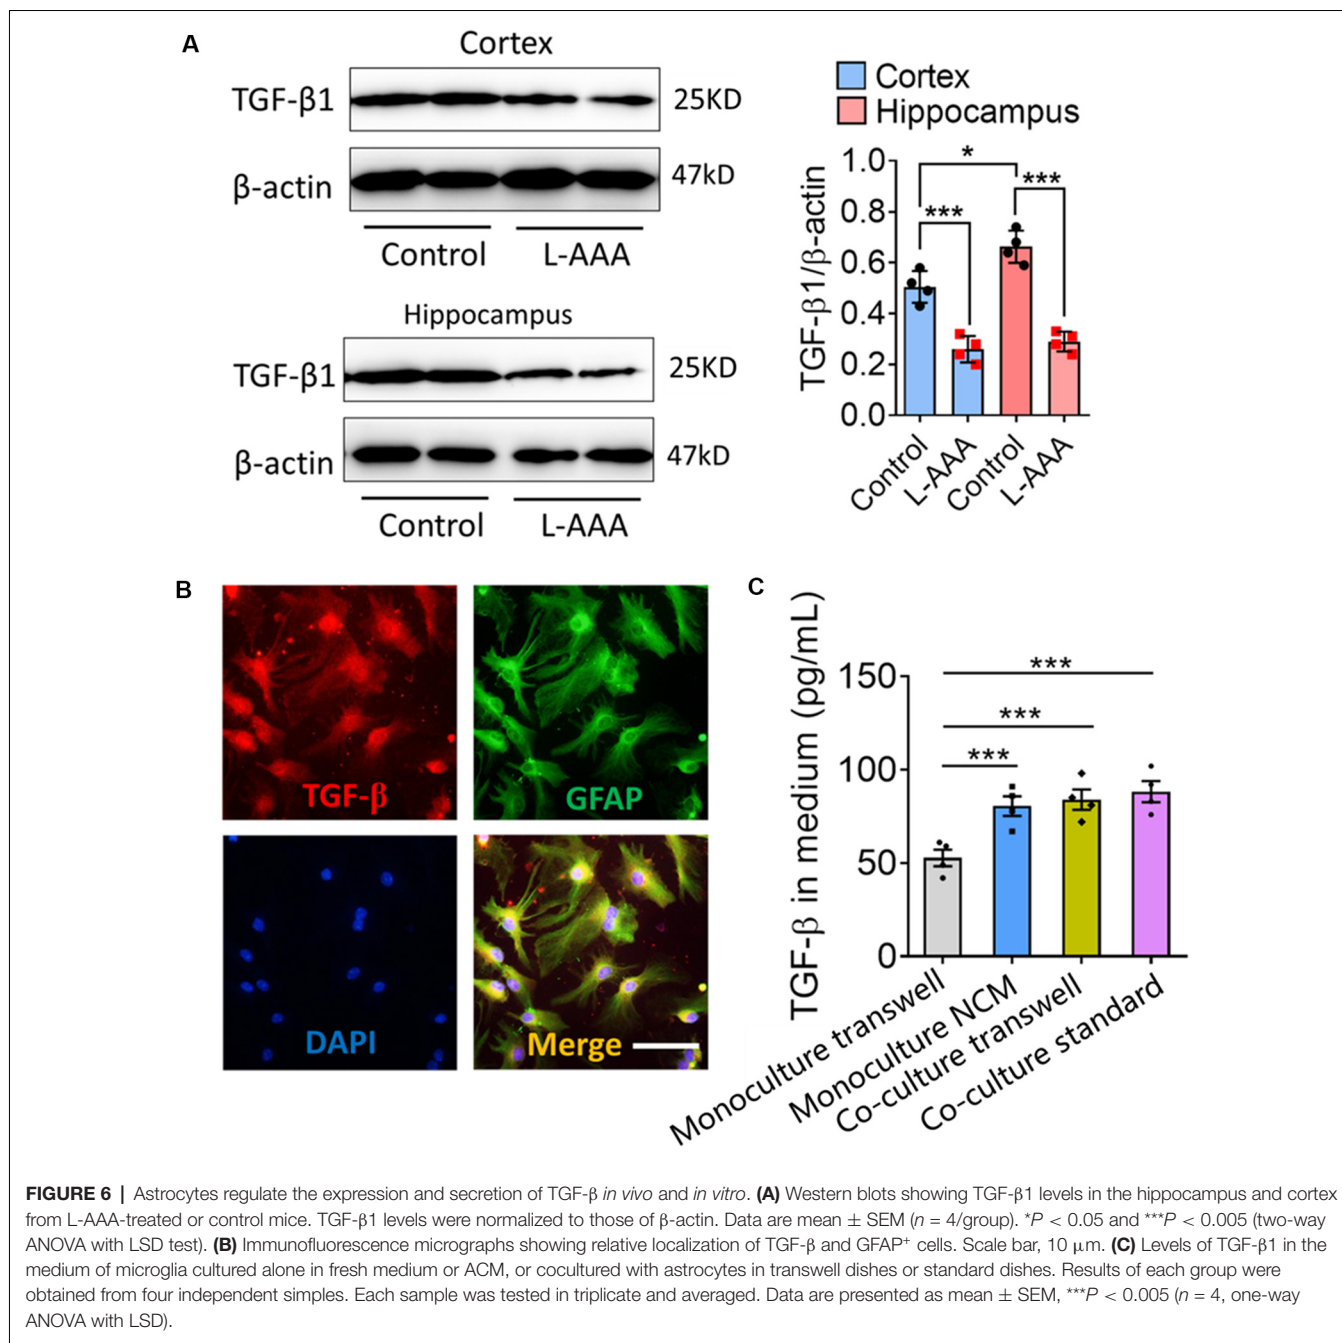 A
Cortex
TGF-β1
25KD
β-actin
47kD
Control
L-AAA
Hippocampus
TGF-β1
25KD
β-actin
47kD
Control
L-AAA
Cortex
Hippocampus
TGF-β1/β-actin
1.0
0.8
0.6
0.4
0.2
0.0
*
***
***
Control
L-AAA
Control
L-AAA
B
TGF-β
GFAP
DAPI
Merge
C
TGF-β in medium (pg/mL)
150
100
50
0
***
***
***
Monoculture transwell
Monoculture NCM
Co-culture transwell
Co-culture standard
FIGURE 6 | Astrocytes regulate the expression and secretion of TGF-β in vivo and in vitro. (A) Western blots showing TGF-β1 levels in the hippocampus and cortex
from L-AAA-treated or control mice. TGF-β1 levels were normalized to those of β-actin. Data are mean ± SEM (n = 4/group). *P < 0.05 and ***P < 0.005 (two-way
ANOVA with LSD test). (B) Immunofluorescence micrographs showing relative localization of TGF-β and GFAP⁺ cells. Scale bar, 10 μm. (C) Levels of TGF-β1 in the
medium of microglia cultured alone in fresh medium or ACM, or cocultured with astrocytes in transwell dishes or standard dishes. Results of each group were
obtained from four independent simples. Each sample was tested in triplicate and averaged. Data are presented as mean ± SEM, ***P < 0.005 (n = 4, one-way
ANOVA with LSD).